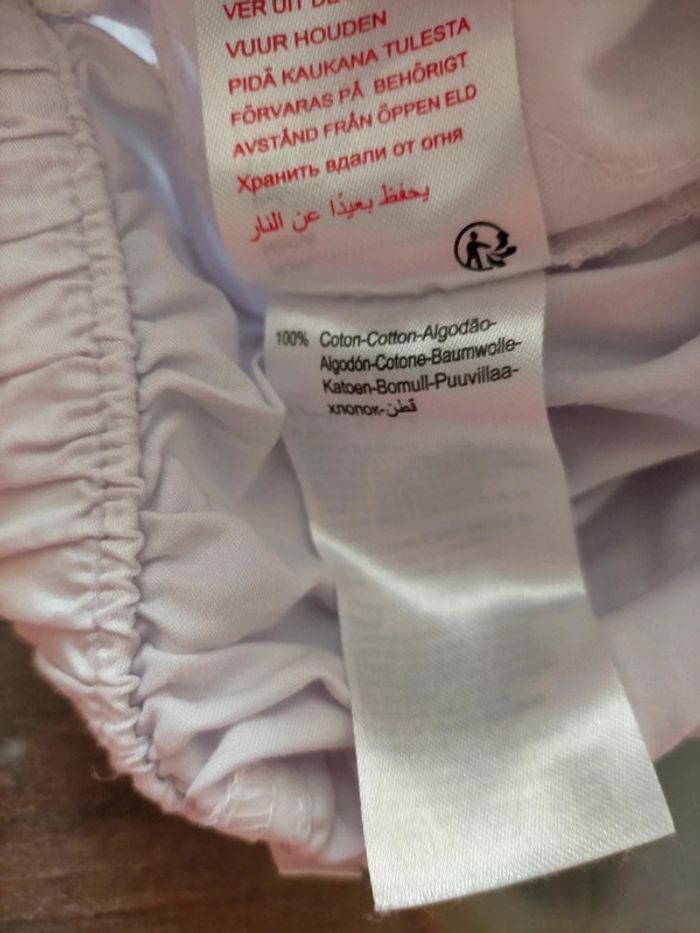 VER UIT DE
VUUR HOUDEN
PIDÄ KAUKANA TULESTA
FÖRVARAS PÅ BEHÖRIGT
AVSTÅND FRÅN ÖPPEN ELD
Хранить вдали от огня
يحفظ بعيدًا عن النار
100% Coton-Cotton-Algodão-
Algodón-Cotone-Baumwolle-
Katoen-Bomull-Puuvillaa-
хлопок-قطن